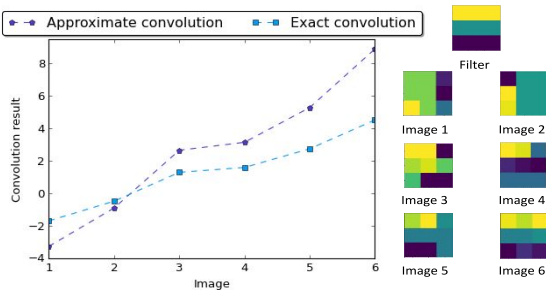 Approximate convolution
Exact convolution
Convolution result
8
6
4
2
0
−2
−4
1
2
3
4
5
6
Image
Filter
Image 1
Image 2
Image 3
Image 4
Image 5
Image 6